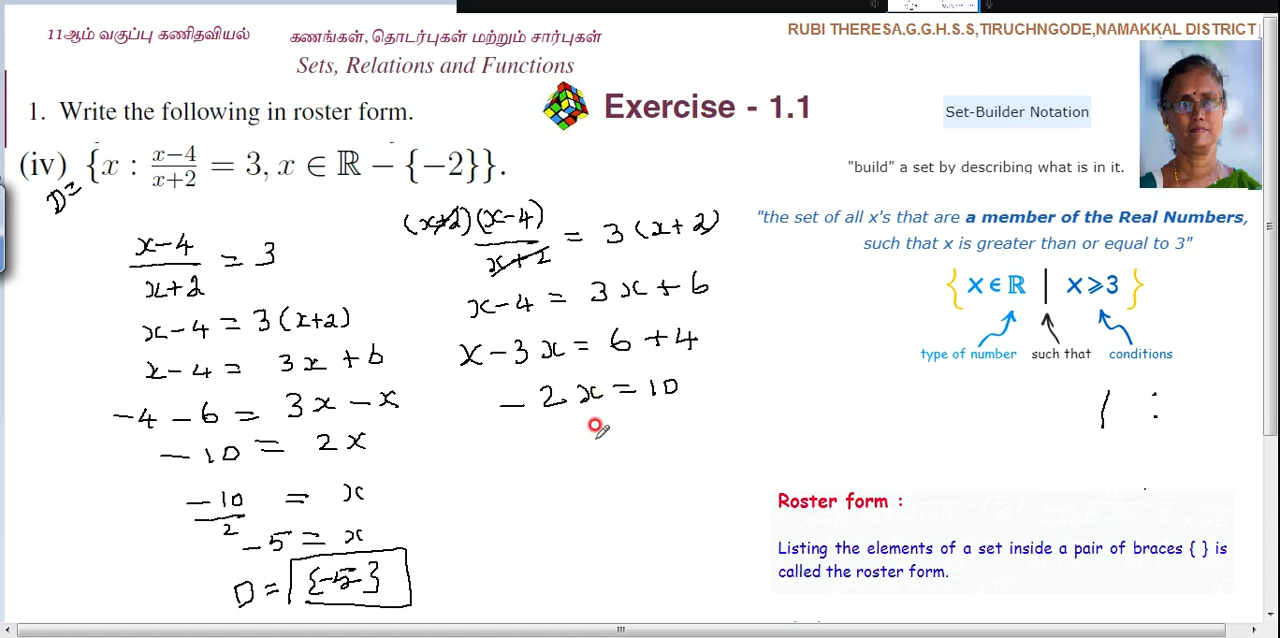 11ஆம் வகுப்பு கணிதவியல்
கணங்கள்,தொடர்புகள் மற்றும் சார்புகள்
Sets, Relations and Functions
RUBI THERESA,G.G.H.S.S,TIRUCHNGODE,NAMAKKAL DISTRICT
1. Write the following in roster form.
Exercise - 1.1
(iv) {x : x−4/x+2 = 3, x ∈ ℝ − {−2}}.
D=
x-4/x+2 = 3
x-4 = 3(x+2)
x-4 = 3x+6
-4-6 = 3x-x
-10 = 2x
-10/2 = x
-5 = x
D = {-5}
(x+2)(x-4)/x+2 = 3(x+2)
x-4 = 3x+6
x-3x = 6+4
-2x = 10
Set-Builder Notation
"build" a set by describing what is in it.
"the set of all x's that are a member of the Real Numbers,
such that x is greater than or equal to 3"
{ x ∈ ℝ | x ⩾ 3 }
type of number such that conditions
| :
Roster form :
Listing the elements of a set inside a pair of braces { } is
called the roster form.